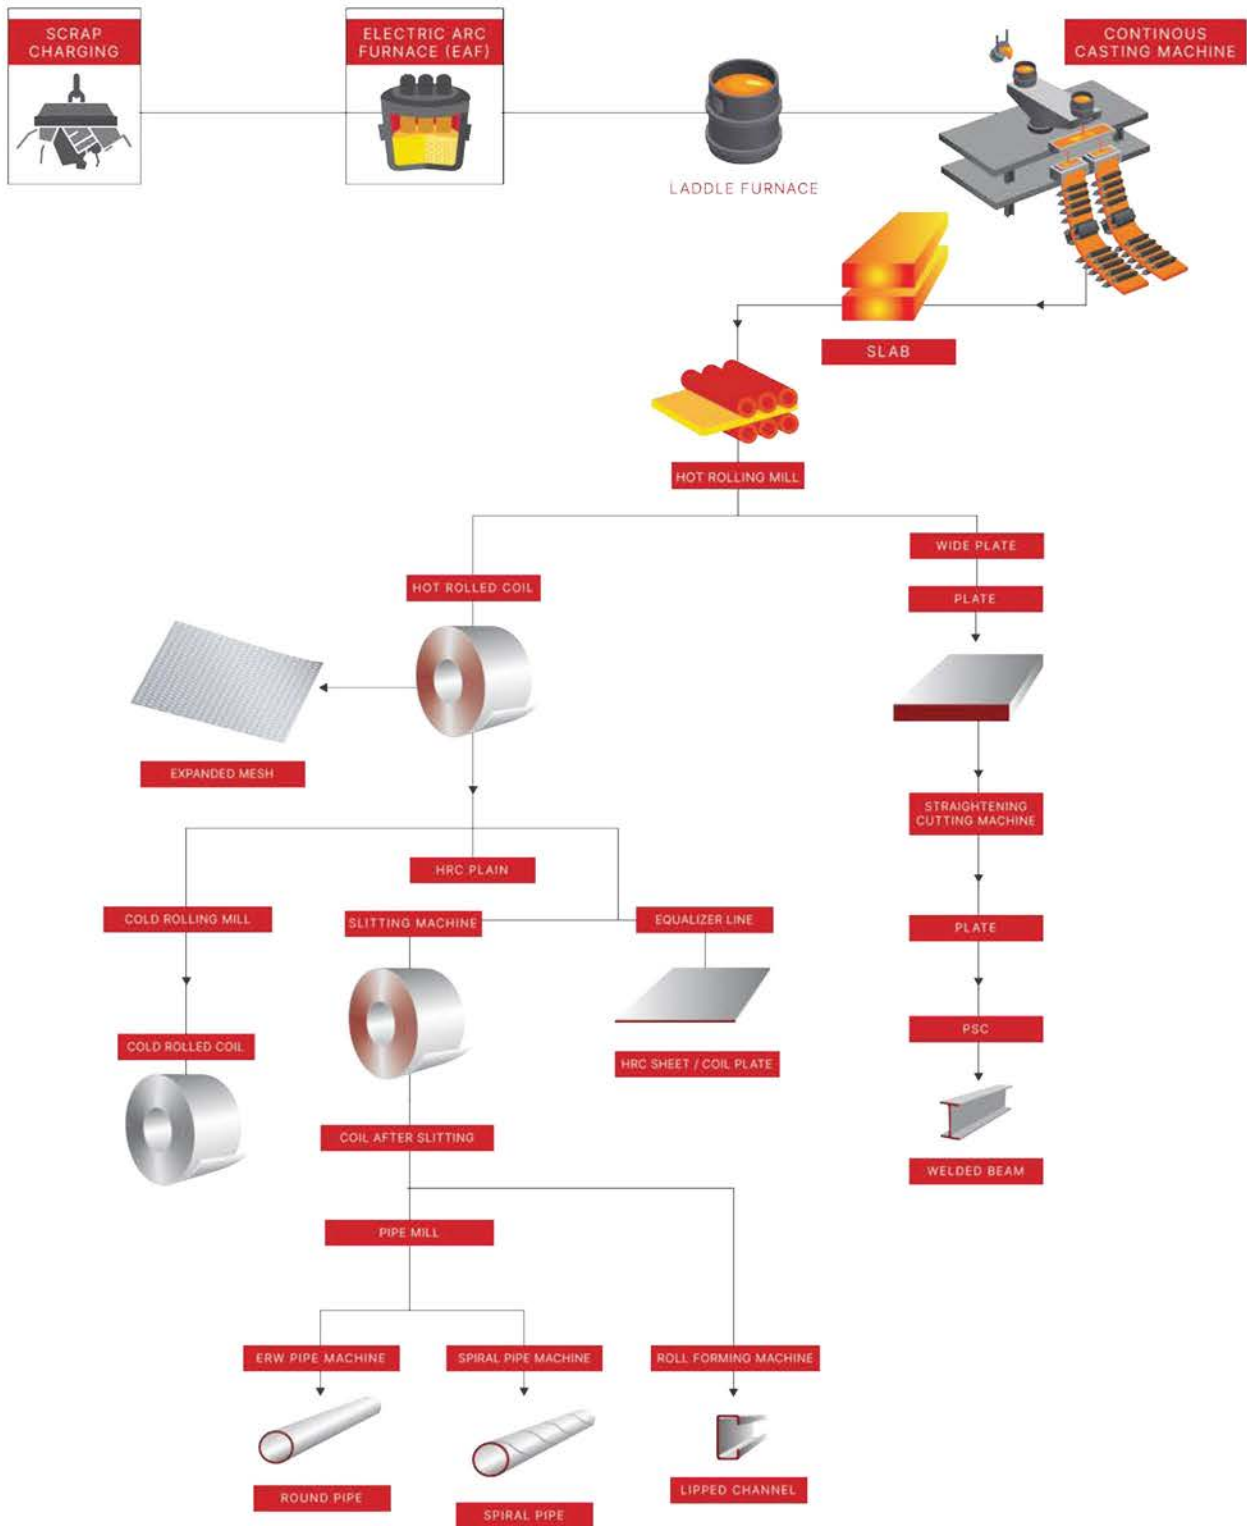 SCRAP
CHARGING
ELECTRIC ARC
FURNACE (EAF)
CONTINOUS
CASTING MACHINE
LADDLE FURNACE
SLAB
HOT ROLLING MILL
WIDE PLATE
HOT ROLLED COIL
PLATE
EXPANDED MESH
STRAIGHTENING
CUTTING MACHINE
HRC PLAIN
COLD ROLLING MILL
SLITTING MACHINE
EQUALIZER LINE
PLATE
PSC
COLD ROLLED COIL
HRC SHEET / COIL PLATE
COIL AFTER SLITTING
WELDED BEAM
PIPE MILL
ERW PIPE MACHINE
SPIRAL PIPE MACHINE
ROLL FORMING MACHINE
ROUND PIPE
SPIRAL PIPE
LIPPED CHANNEL